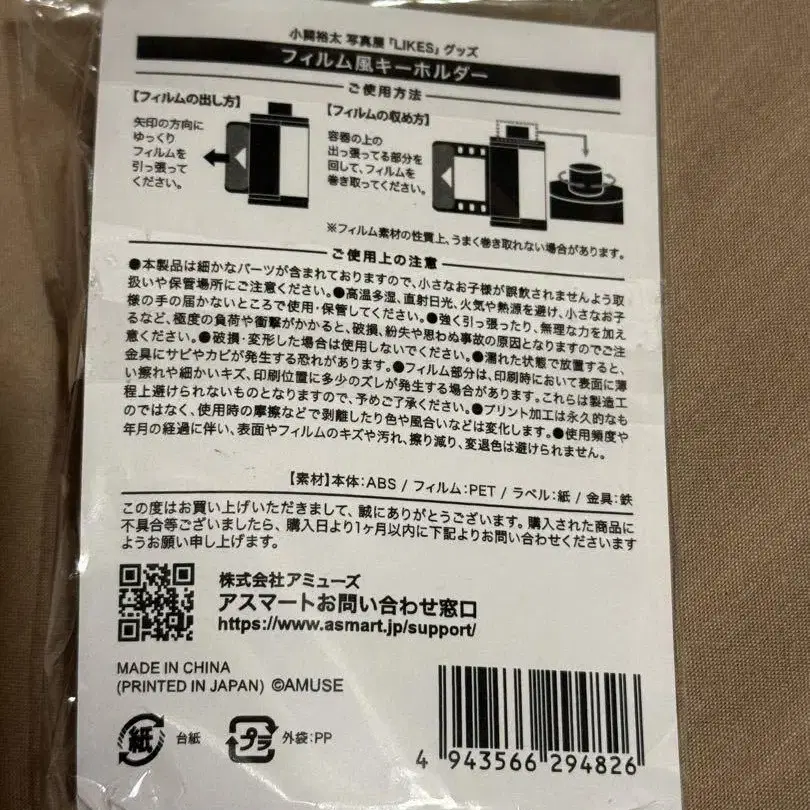 小関裕太 写真展「LIKES」グッズ
フィルム風キーホルダー
ご使用方法
【フィルムの出し方】
矢印の方向に
ゆっくり
フィルムを
引っ張って
ください。
【フィルムの収め方】
容器の上の
出っ張ってる部分を
回して、フィルムを
巻き取ってください。
※フィルム素材の性質上、うまく巻き取れない場合があります。
ご使用上の注意
●本製品は細かなパーツが含まれておりますので、小さなお子様が誤飲されませんよう取
扱いや保管場所にご注意ください。●高温多湿、直射日光、火気や熱源を避け、小さなお子
様の手の届かないところで使用・保管してください。●強く引っ張ったり、無理な力を加え
るなど、極度の負荷や衝撃がかかると、破損、紛失や思わぬ事故の原因となりますのでご注
意ください。●破損・変形した場合は使用しないでください。●濡れた状態で放置すると、
金具にサビやカビが発生する恐れがあります。●フィルム部分は、印刷時において表面に薄
い擦れや細かいキズ、印刷位置に多少のズレが発生する場合があります。これらは製造工
程上避けられないものとなりますので、予めご了承ください。●プリント加工は永久的なも
のではなく、使用時の摩擦などで剥離したり色や風合いなどは変化します。●使用頻度や
年月の経過に伴い、表面やフィルムのキズや汚れ、擦り減り、変退色は避けられません。
【素材】本体:ABS / フィルム:PET / ラベル:紙 / 金具:鉄
この度はお買い上げいただきまして、誠にありがとうございます。購入された商品に
不具合等ございましたら、購入日より1ヶ月以内に下記よりお問い合わせくださいます
ようお願い申し上げます。
株式会社アミューズ
アスマートお問い合わせ窓口
https://www.asmart.jp/support/
MADE IN CHINA
(PRINTED IN JAPAN) ©AMUSE
紙 台紙 プラ 外袋:PP
4 943566 294826